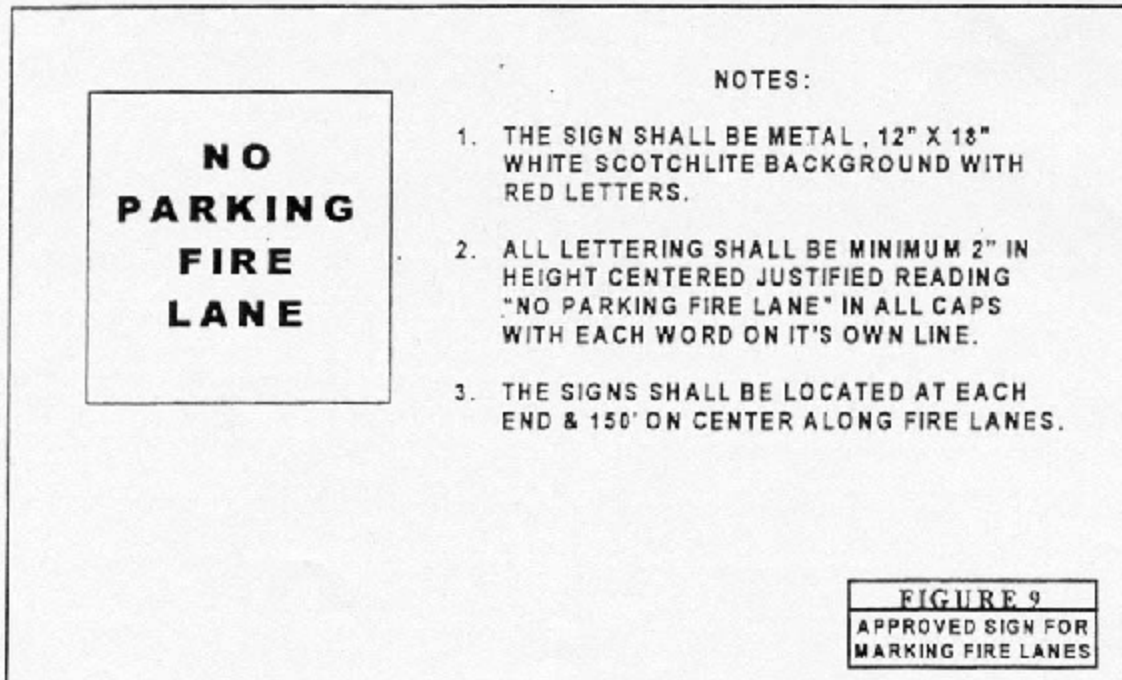 NO
PARKING
FIRE
LANE
NOTES:
1. THE SIGN SHALL BE METAL , 12" X 18"
WHITE SCOTCHLITE BACKGROUND WITH
RED LETTERS.
2. ALL LETTERING SHALL BE MINIMUM 2" IN
HEIGHT CENTERED JUSTIFIED READING
"NO PARKING FIRE LANE" IN ALL CAPS
WITH EACH WORD ON IT'S OWN LINE.
3. THE SIGNS SHALL BE LOCATED AT EACH
END & 150' ON CENTER ALONG FIRE LANES.
FIGURE 9
APPROVED SIGN FOR
MARKING FIRE LANES